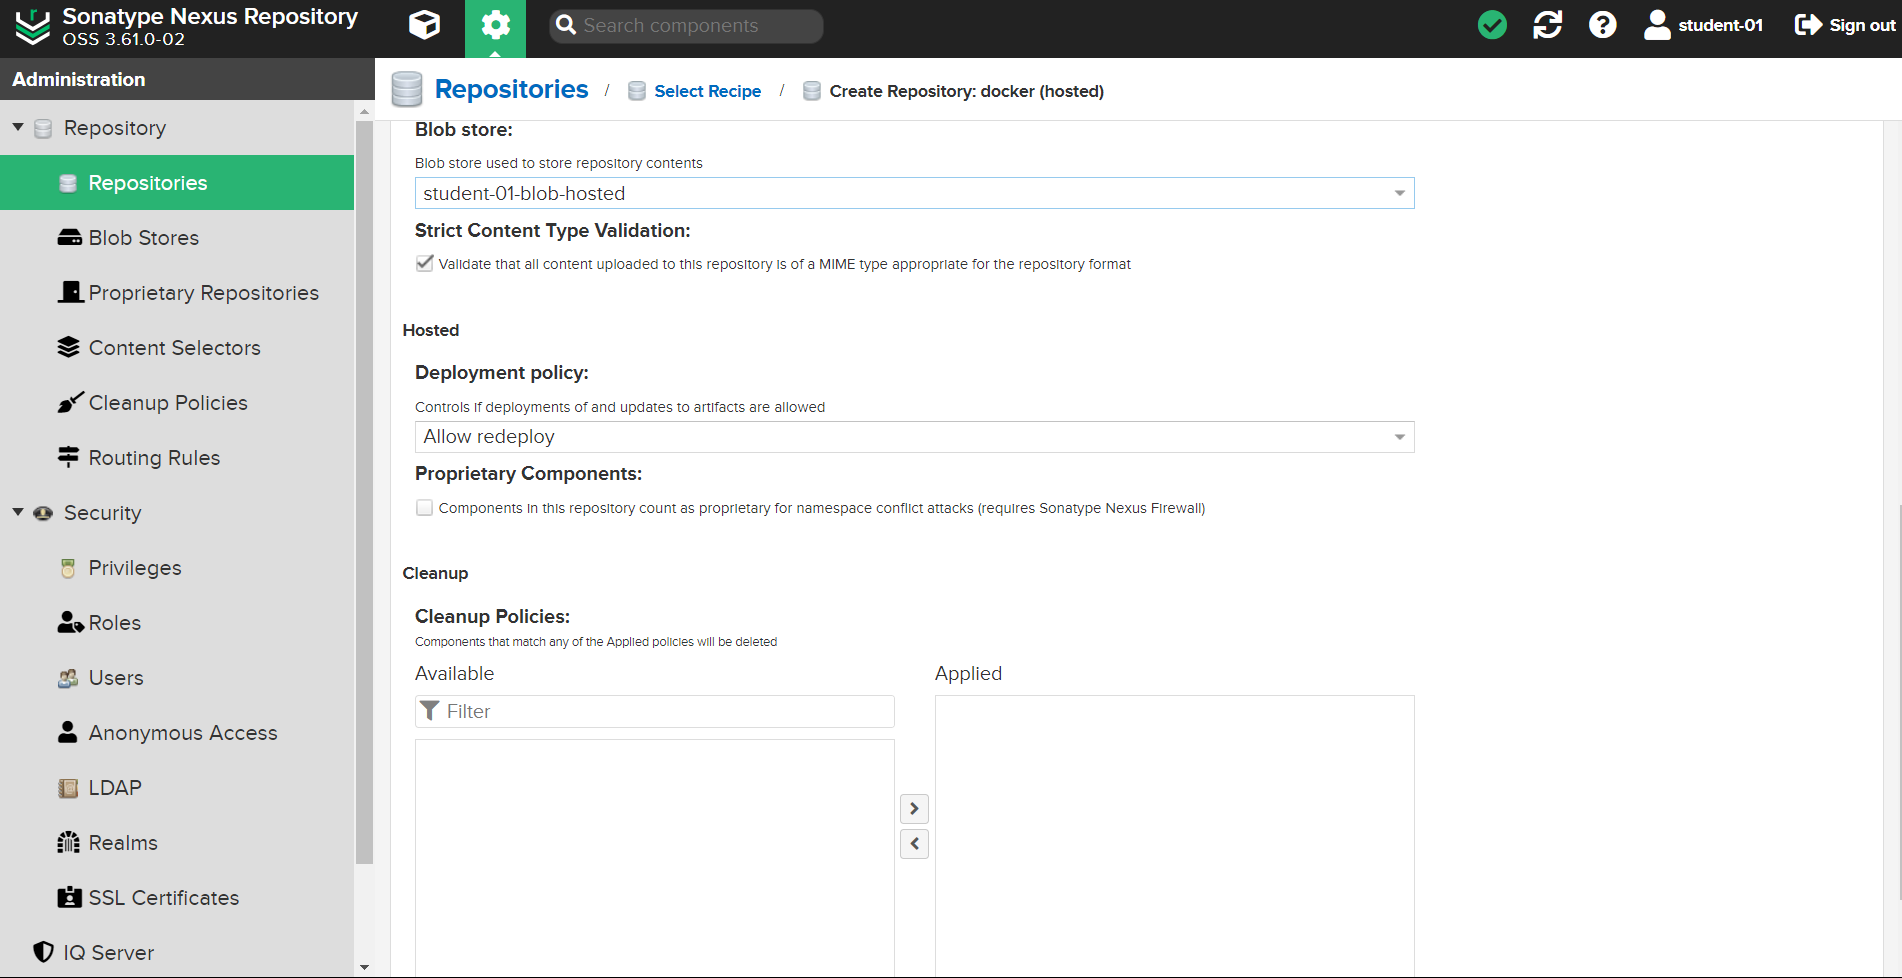 Sonatype Nexus Repository
OSS 3.61.0-02
Search components
student-01
Sign out
Administration
Repository
Repositories
Blob Stores
Proprietary Repositories
Content Selectors
Cleanup Policies
Routing Rules
Security
Privileges
Roles
Users
Anonymous Access
LDAP
Realms
SSL Certificates
IQ Server
Repositories / Select Recipe / Create Repository: docker (hosted)
Blob store:
Blob store used to store repository contents
student-01-blob-hosted
Strict Content Type Validation:
Validate that all content uploaded to this repository is of a MIME type appropriate for the repository format
Hosted
Deployment policy:
Controls if deployments of and updates to artifacts are allowed
Allow redeploy
Proprietary Components:
Components in this repository count as proprietary for namespace conflict attacks (requires Sonatype Nexus Firewall)
Cleanup
Cleanup Policies:
Components that match any of the Applied policies will be deleted
Available
Applied
Filter